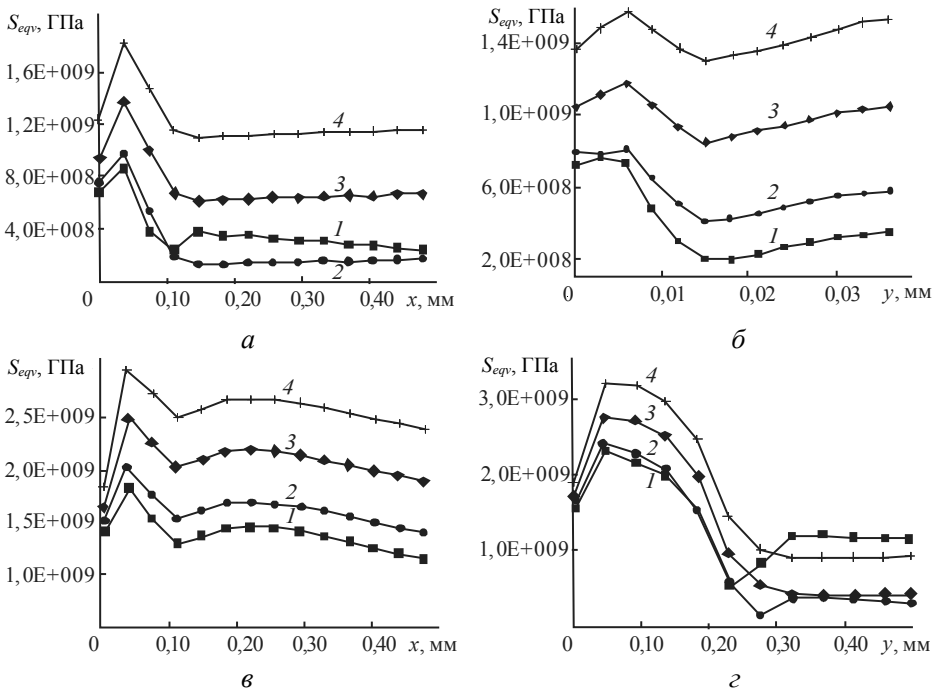 S_eqv, ГПа
1,6E+009
1,2E+009
8,0E+008
4,0E+008
4
3
1
2
0 0,10 0,20 0,30 0,40 x, мм
а
S_eqv, ГПа
1,4E+009
1,0E+009
6,0E+008
2,0E+008
4
3
2
1
0 0,01 0,02 0,03 y, мм
б
S_eqv, ГПа
2,5E+009
2,0E+009
1,5E+009
1,0E+009
4
3
2
1
0 0,10 0,20 0,30 0,40 x, мм
в
S_eqv, ГПа
3,0E+009
2,0E+009
1,0E+009
4
3
2
1
0 0,10 0,20 0,30 0,40 y, мм
г